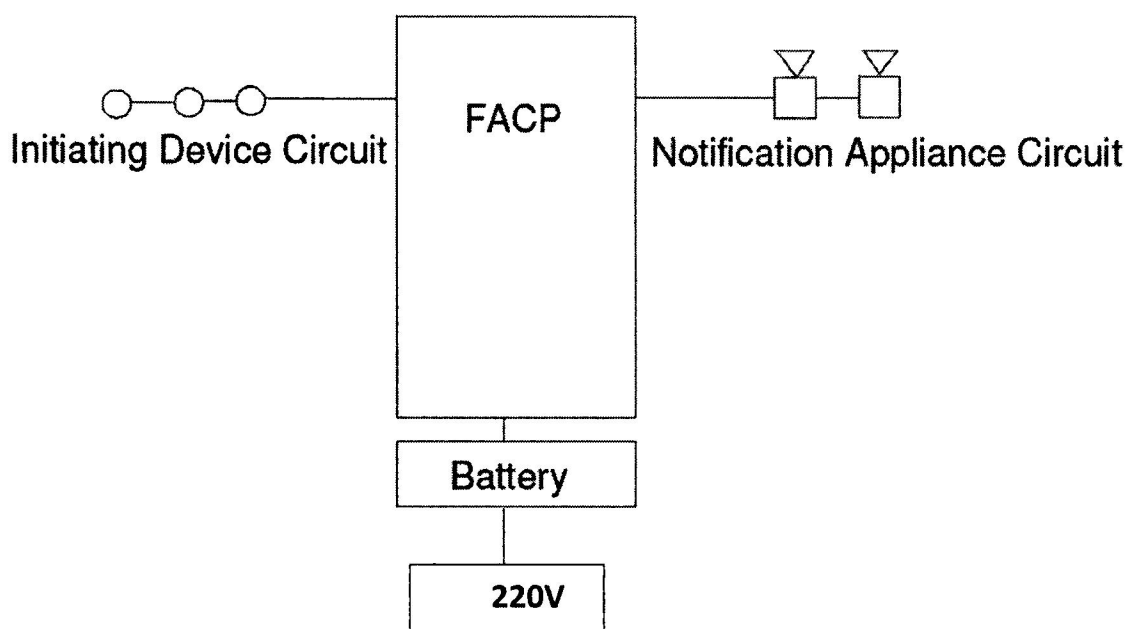 FACP
Initiating Device Circuit
Notification Appliance Circuit
Battery
220V